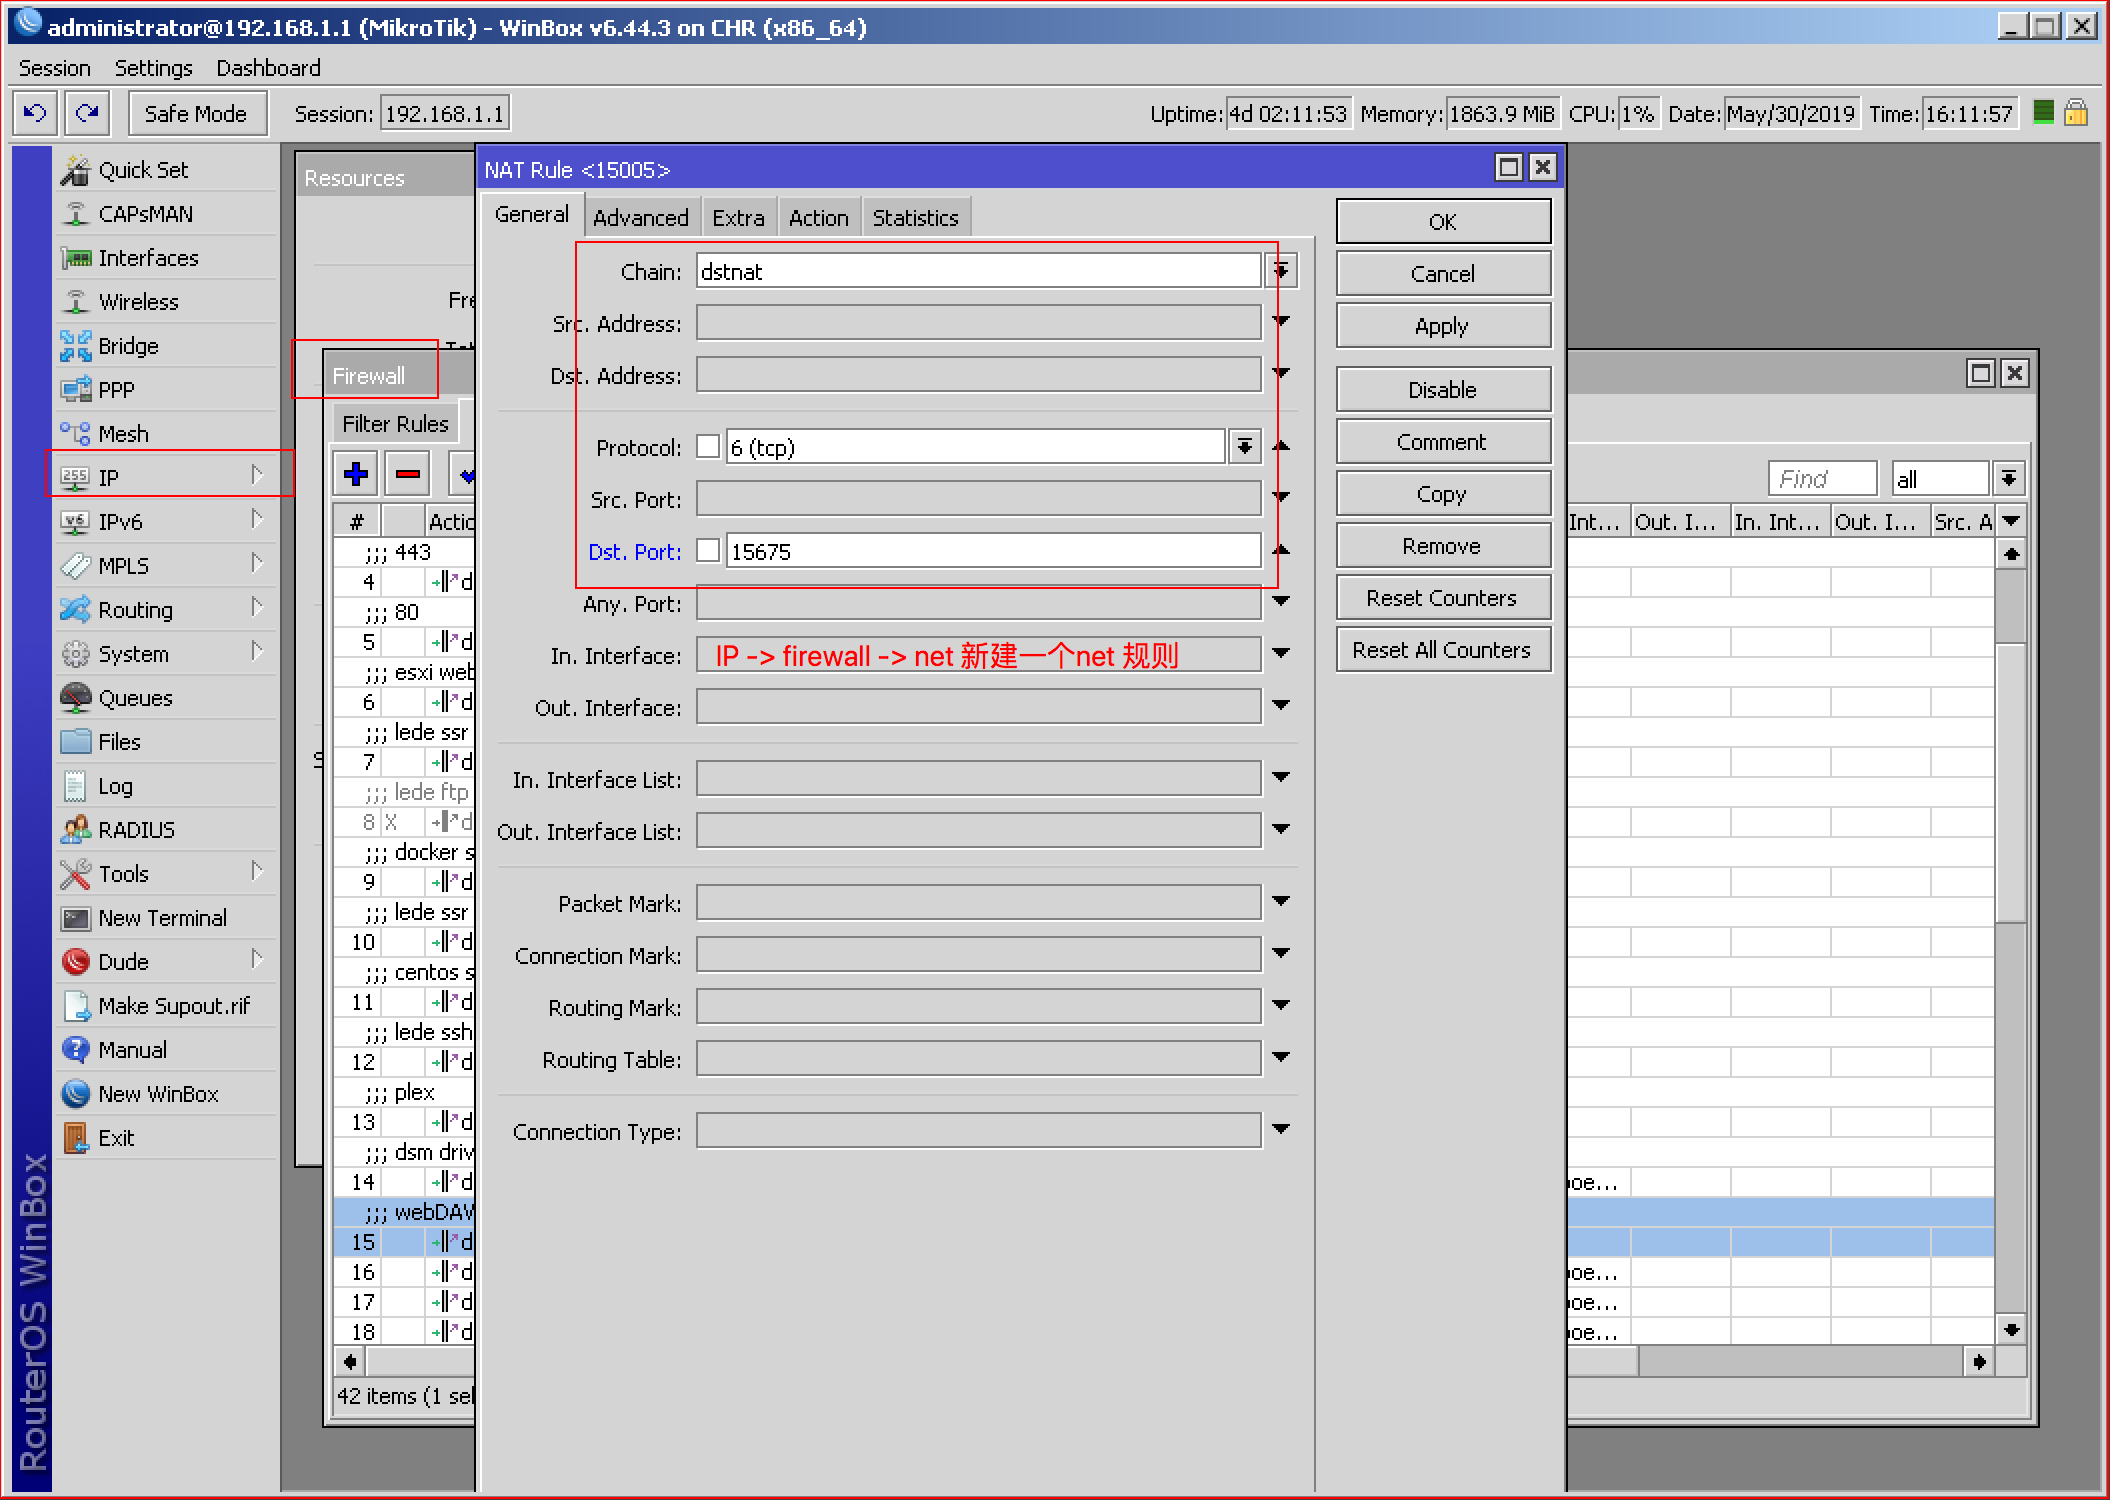 administrator@192.168.1.1 (MikroTik) - WinBox v6.44.3 on CHR (x86_64)
Session Settings Dashboard
Safe Mode Session: 192.168.1.1 Uptime: 4d 02:11:53 Memory: 1863.9 MiB CPU: 1% Date: May/30/2019 Time: 16:11:57
RouterOS WinBox
Quick Set
CAPsMAN
Interfaces
Wireless
Bridge
PPP
Mesh
IP
IPv6
MPLS
Routing
System
Queues
Files
Log
RADIUS
Tools
New Terminal
Dude
Make Supout.rif
Manual
New WinBox
Exit
Resources
Fre
Firewall
Filter Rules
# Actio
;;; 443
4 d
;;; 80
5 d
;;; esxi web
6 d
;;; lede ssr
7 d
;;; lede ftp
8 X d
;;; docker s
9 d
;;; lede ssr
10 d
;;; centos s
11 d
;;; lede ssh
12 d
;;; plex
13 d
;;; dsm driv
14 d
;;; webDAV
15 d
16 d
17 d
18 d
42 items (1 sel
NAT Rule <15005>
General Advanced Extra Action Statistics
Chain: dstnat
Src. Address:
Dst. Address:
Protocol: 6 (tcp)
Src. Port:
Dst. Port: 15675
Any. Port:
In. Interface: IP -> firewall -> net 新建一个net 规则
Out. Interface:
In. Interface List:
Out. Interface List:
Packet Mark:
Connection Mark:
Routing Mark:
Routing Table:
Connection Type:
OK
Cancel
Apply
Disable
Comment
Copy
Remove
Reset Counters
Reset All Counters
Find all
Int... Out. I... In. Int... Out. I... Src. A
oe...
oe...
oe...
oe...